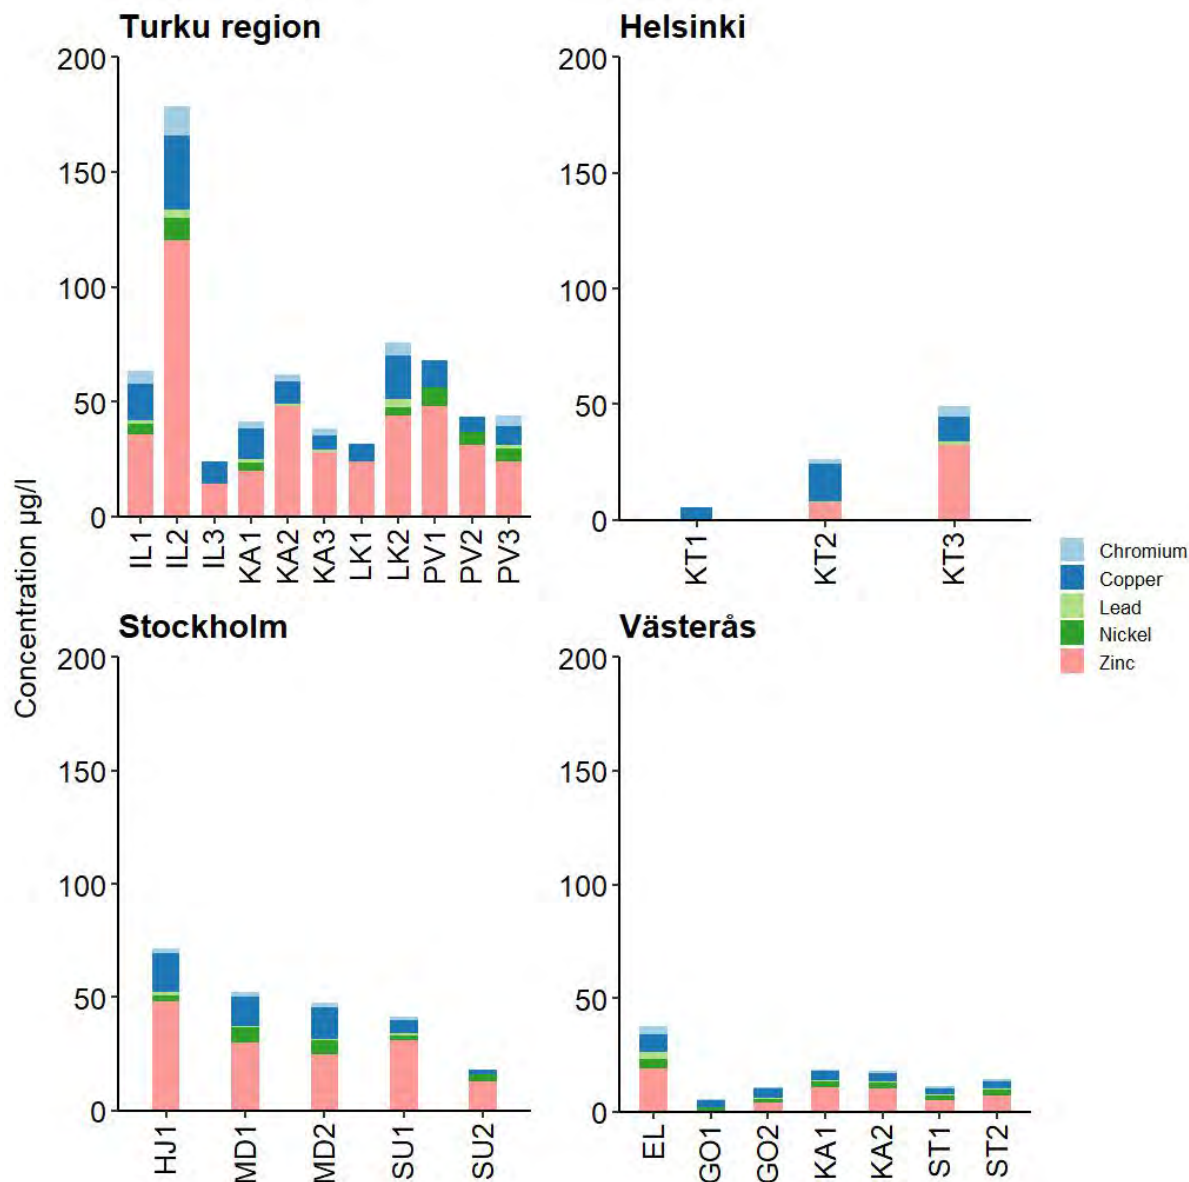 Turku region
Helsinki
200
150
100
50
0
IL1
IL2
IL3
KA1
KA2
KA3
LK1
LK2
PV1
PV2
PV3
200
150
100
50
0
KT1
KT2
KT3
Concentration µg/l
Chromium
Copper
Lead
Nickel
Zinc
Stockholm
Västerås
200
150
100
50
0
HJ1
MD1
MD2
SU1
SU2
200
150
100
50
0
EL
GO1
GO2
KA1
KA2
ST1
ST2